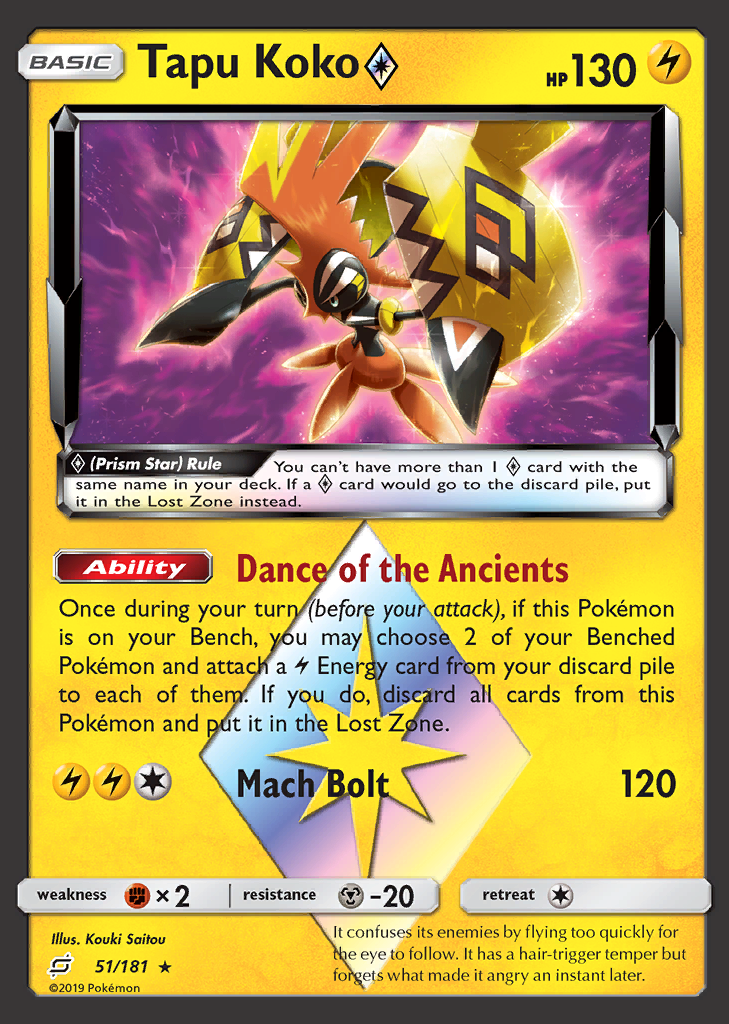 BASIC Tapu Koko HP 130
(Prism Star) Rule You can't have more than 1 card with the
same name in your deck. If a card would go to the discard pile, put
it in the Lost Zone instead.
Ability Dance of the Ancients
Once during your turn (before your attack), if this Pokémon
is on your Bench, you may choose 2 of your Benched
Pokémon and attach a Energy card from your discard pile
to each of them. If you do, discard all cards from this
Pokémon and put it in the Lost Zone.
Mach Bolt 120
weakness × 2 resistance -20 retreat
Illus. Kouki Saitou
51/181 ★
©2019 Pokémon
It confuses its enemies by flying too quickly for
the eye to follow. It has a hair-trigger temper but
forgets what made it angry an instant later.